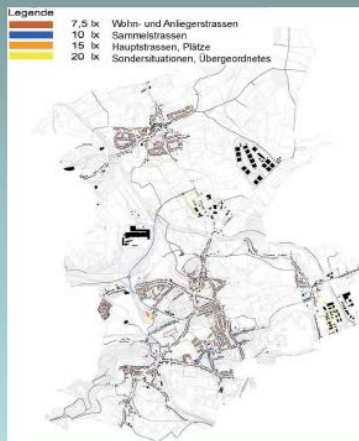 Legende
7,5 lx Wohn- und Anliegerstrassen
10 lx Sammelstrassen
15 lx Hauptstrassen, Plätze
20 lx Sondersituationen, Übergeordnetes